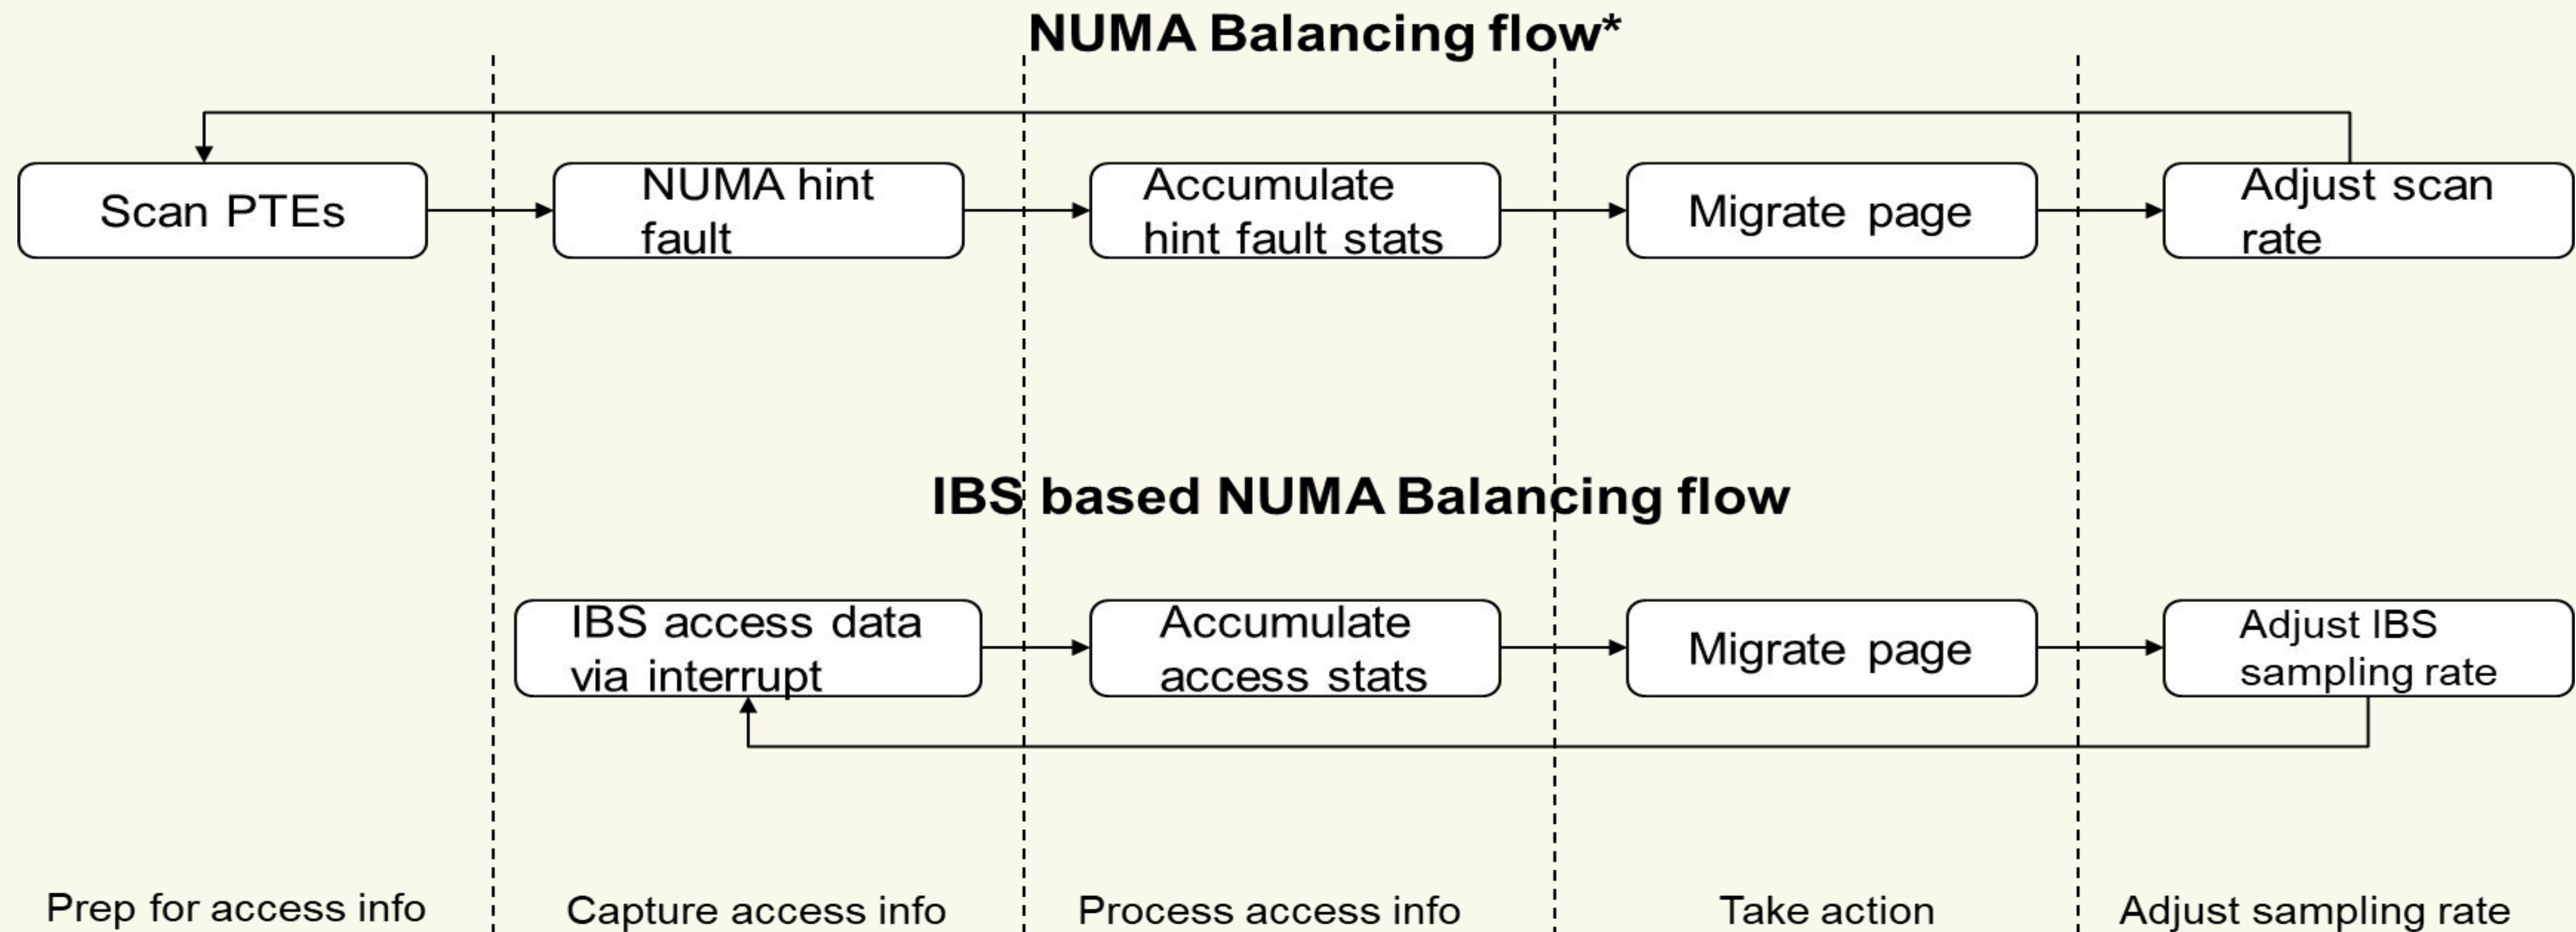 NUMA Balancing flow*
Scan PTEs
NUMA hint
fault
Accumulate
hint fault stats
Migrate page
Adjust scan
rate
IBS based NUMA Balancing flow
IBS access data
via interrupt
Accumulate
access stats
Migrate page
Adjust IBS
sampling rate
Prep for access info
Capture access info
Process access info
Take action
Adjust sampling rate